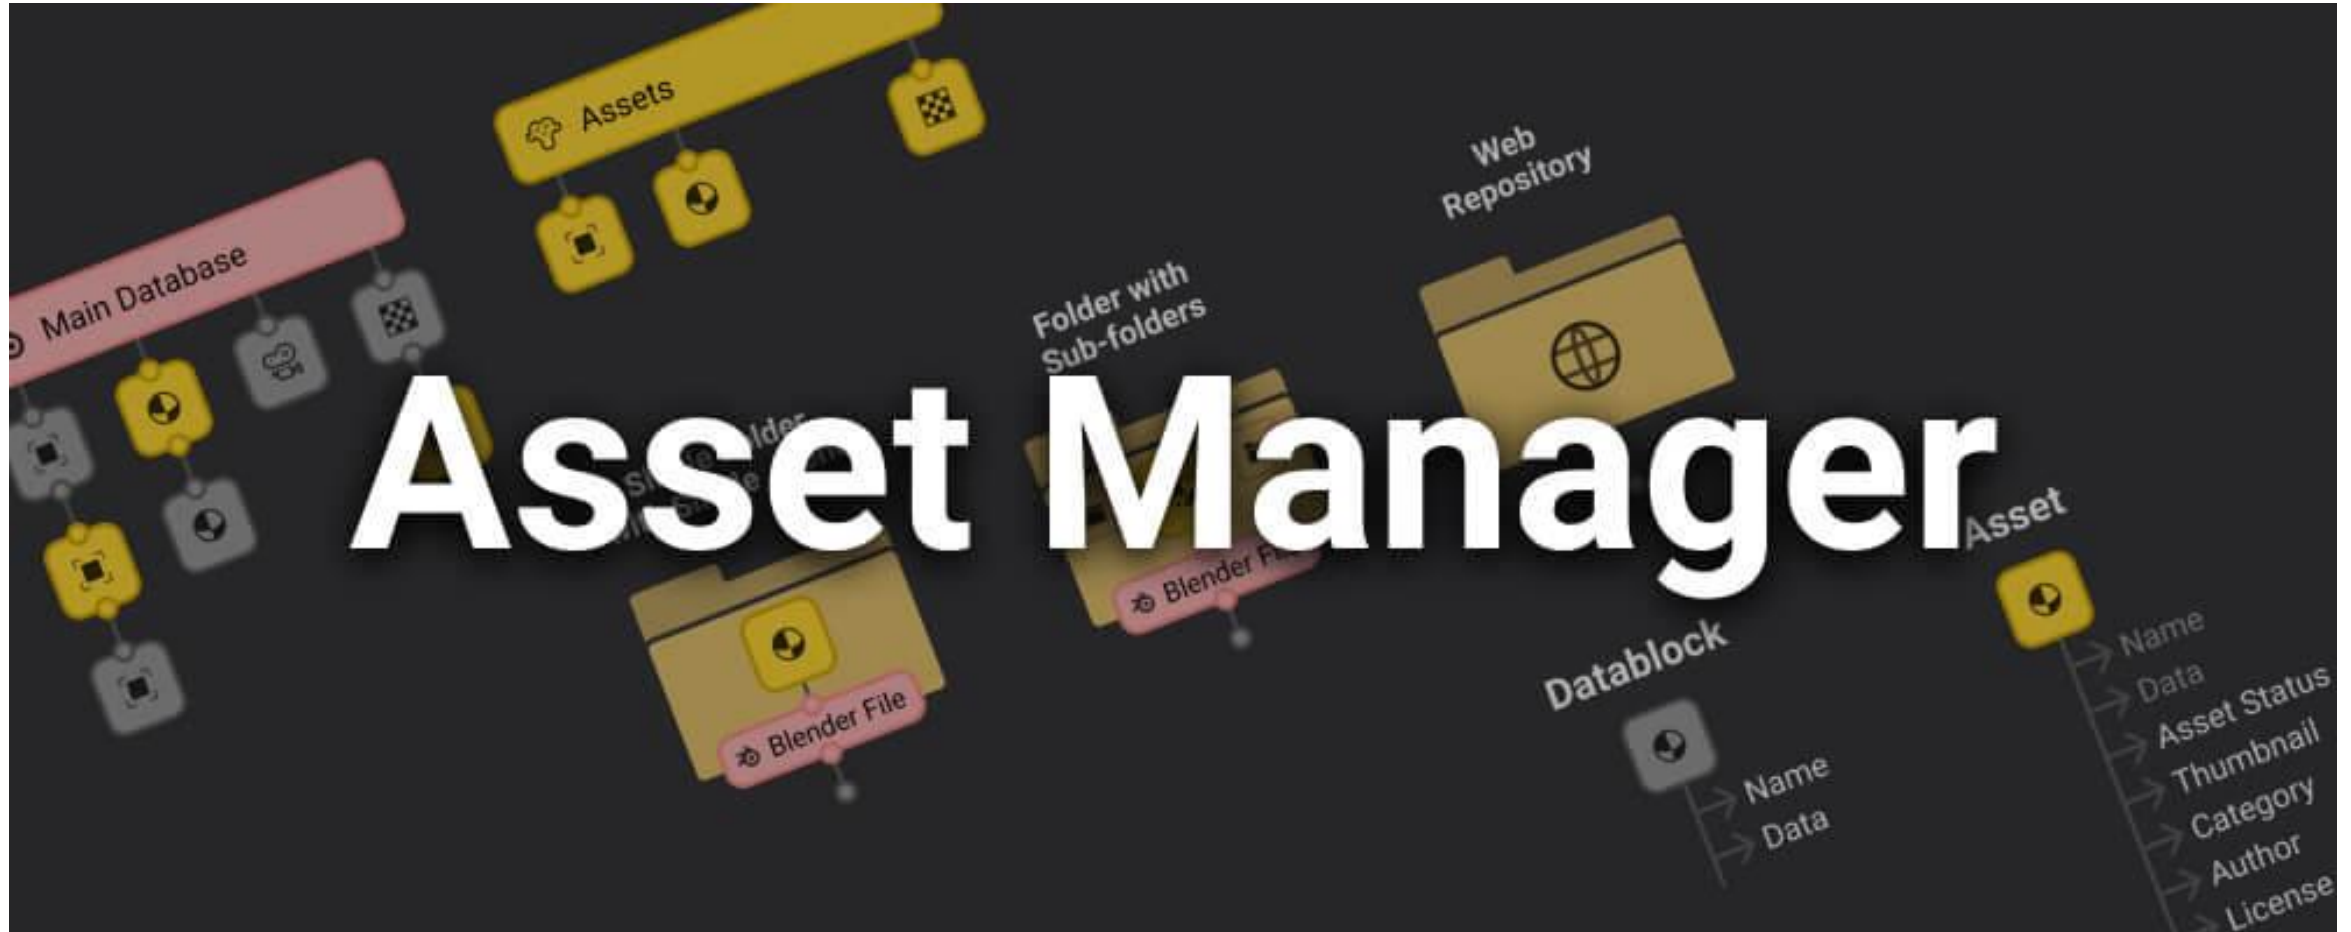 Assets
Main Database
Web
Repository
Folder with
Sub-folders
Asset Manager
Blender File
Blender
Datablock
Name
Data
Asset
Name
Data
Asset Status
Thumbnail
Category
Author
License